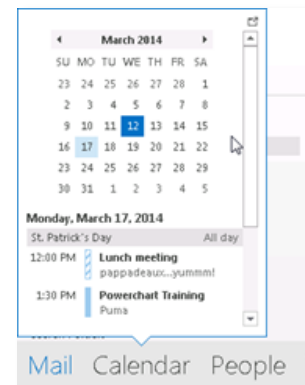 March 2014
SU MO TU WE TH FR SA
23 24 25 26 27 28 1
2 3 4 5 6 7 8
9 10 11 12 13 14 15
16 17 18 19 20 21 22
23 24 25 26 27 28 29
30 31 1 2 3 4 5
Monday, March 17, 2014
St. Patrick's Day All day
12:00 PM Lunch meeting
pappadeaux...yummm!
1:30 PM Powerchart Training
Puma
Mail Calendar People